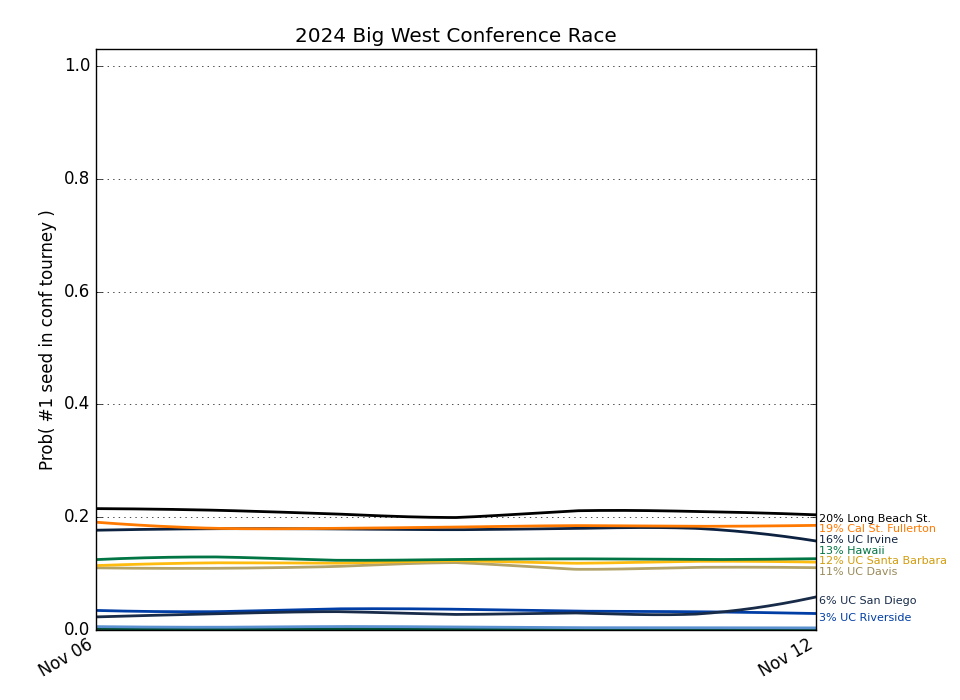 2024 Big West Conference Race
Prob( #1 seed in conf tourney )
1.0
0.8
0.6
0.4
0.2
0.0
Nov 06
Nov 12
20% Long Beach St.
19% Cal St. Fullerton
16% UC Irvine
13% Hawaii
12% UC Santa Barbara
11% UC Davis
6% UC San Diego
3% UC Riverside